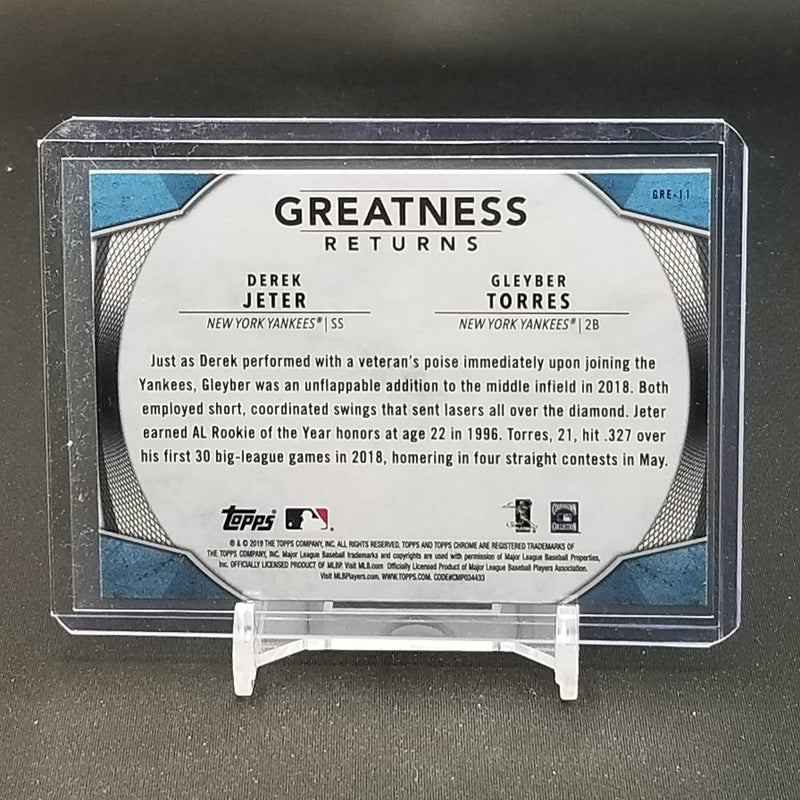 GRE-11
GREATNESS
RETURNS
DEREK
JETER
NEW YORK YANKEES® | SS
GLEYBER
TORRES
NEW YORK YANKEES® | 2B
Just as Derek performed with a veteran's poise immediately upon joining the
Yankees, Gleyber was an unflappable addition to the middle infield in 2018. Both
employed short, coordinated swings that sent lasers all over the diamond. Jeter
earned AL Rookie of the Year honors at age 22 in 1996. Torres, 21, hit .327 over
his first 30 big-league games in 2018, homering in four straight contests in May.
Topps
® & © 2019 THE TOPPS COMPANY, INC. ALL RIGHTS RESERVED. TOPPS AND TOPPS CHROME ARE REGISTERED TRADEMARKS OF
THE TOPPS COMPANY, INC. Major League Baseball trademarks and copyrights are used with permission of Major League Baseball Properties,
Inc. OFFICIALLY LICENSED PRODUCT OF MLBP. Visit MLB.com Officially Licensed Product of Major League Baseball Players Association.
Visit MLBPlayers.com. WWW.TOPPS.COM. CODE#CMP034433